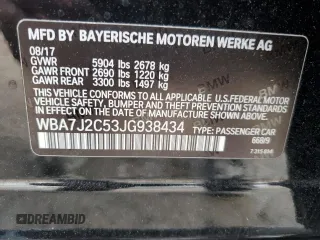 MFD BY BAYERISCHE MOTOREN WERKE AG
08/17
GVWR 5904 lbs 2678 kg
GAWR FRONT 2690 lbs 1220 kg
GAWR REAR 3300 lbs 1497 kg
THIS VEHICLE CONFORMS TO ALL APPLICABLE U.S. FEDERAL MOTOR
VEHICLE SAFETY, BUMPER, AND THEFT PREVENTION STANDARDS
IN EFFECT ON THE DATE OF MANUFACTURE SHOWN ABOVE.
WBA7J2C53JG938434 TYPE: PASSENGER CAR
668/9
DREAMBID